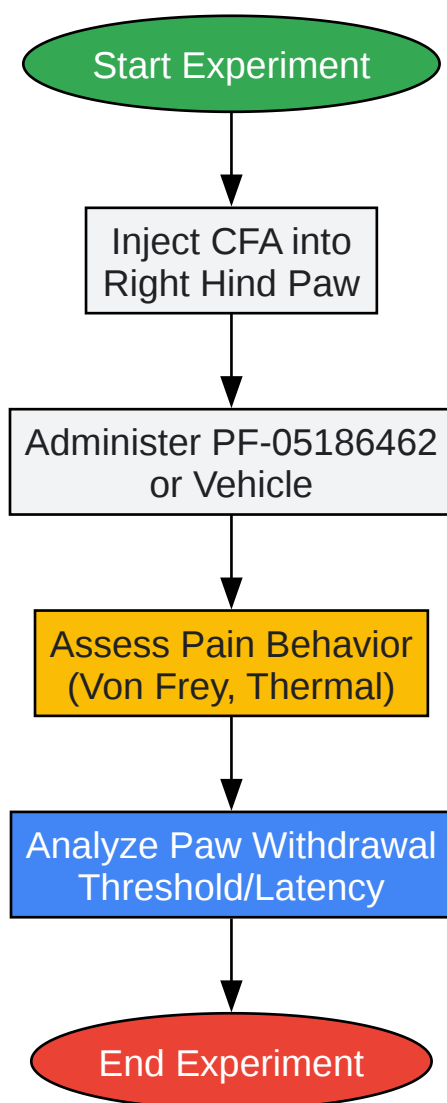 Start Experiment
Inject CFA into
Right Hind Paw
Administer PF-05186462
or Vehicle
Assess Pain Behavior
(Von Frey, Thermal)
Analyze Paw Withdrawal
Threshold/Latency
End Experiment